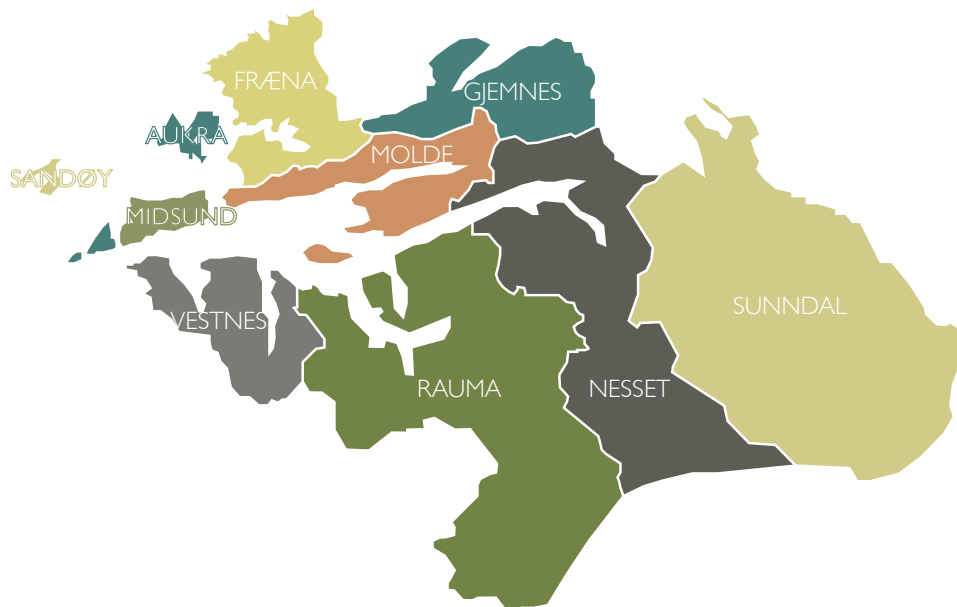 FRÆNA
GJEMNES
AUKRA
MOLDE
SANDØY
MIDSUND
SUNNDAL
VESTNES
RAUMA
NESSET